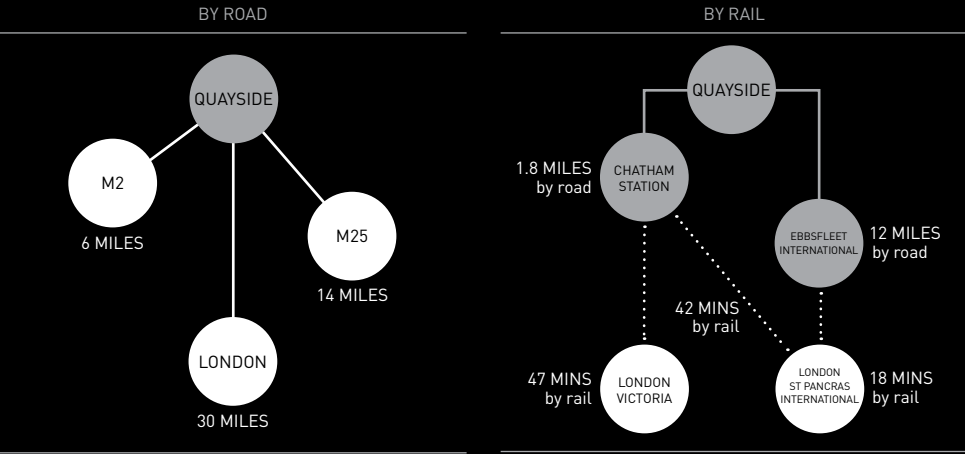 BY ROAD
QUAYSIDE
M2
6 MILES
M25
14 MILES
LONDON
30 MILES
BY RAIL
QUAYSIDE
1.8 MILES
by road
CHATHAM
STATION
EBBSFLEET
INTERNATIONAL
12 MILES
by road
42 MINS
by rail
47 MINS
by rail
LONDON
VICTORIA
LONDON
ST PANCRAS
INTERNATIONAL
18 MINS
by rail